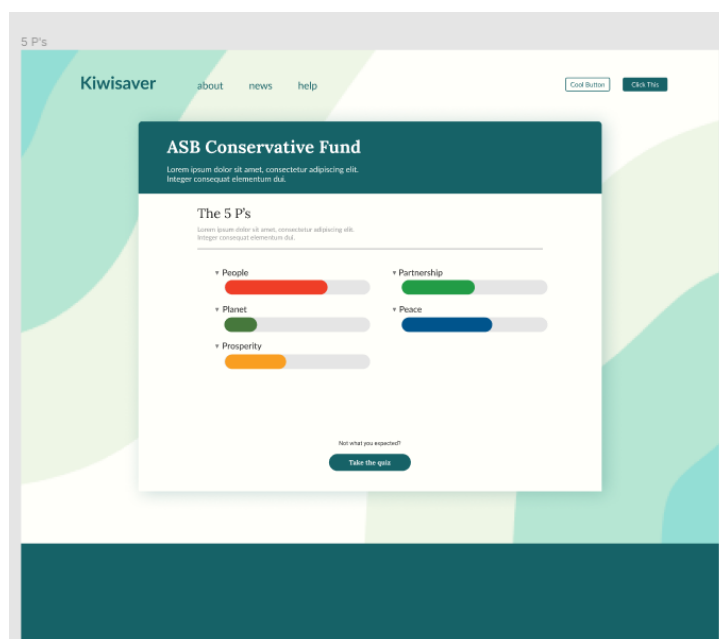 5 P's
Kiwisaver about news help Cool Button Click This
ASB Conservative Fund
Lorem ipsum dolor sit amet, consectetur adipiscing elit.
Integer consequat elementum dui.
The 5 P's
Lorem ipsum dolor sit amet, consectetur adipiscing elit.
Integer consequat elementum dui.
▾ People
▾ Planet
▾ Prosperity
▾ Partnership
▾ Peace
Not what you expected?
Take the quiz